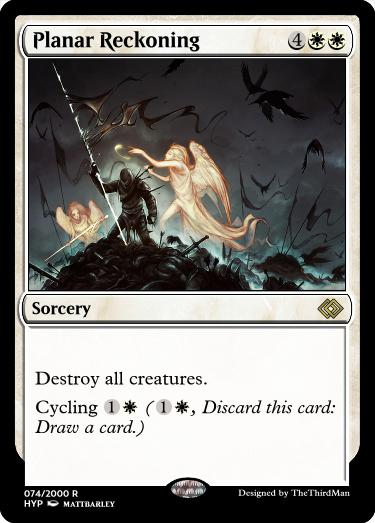 Planar Reckoning 4
Sorcery
Destroy all creatures.
Cycling 1 ( 1 , Discard this card:
Draw a card.)
074/2000 R
HYP MATTBARLEY
Designed by TheThirdMan